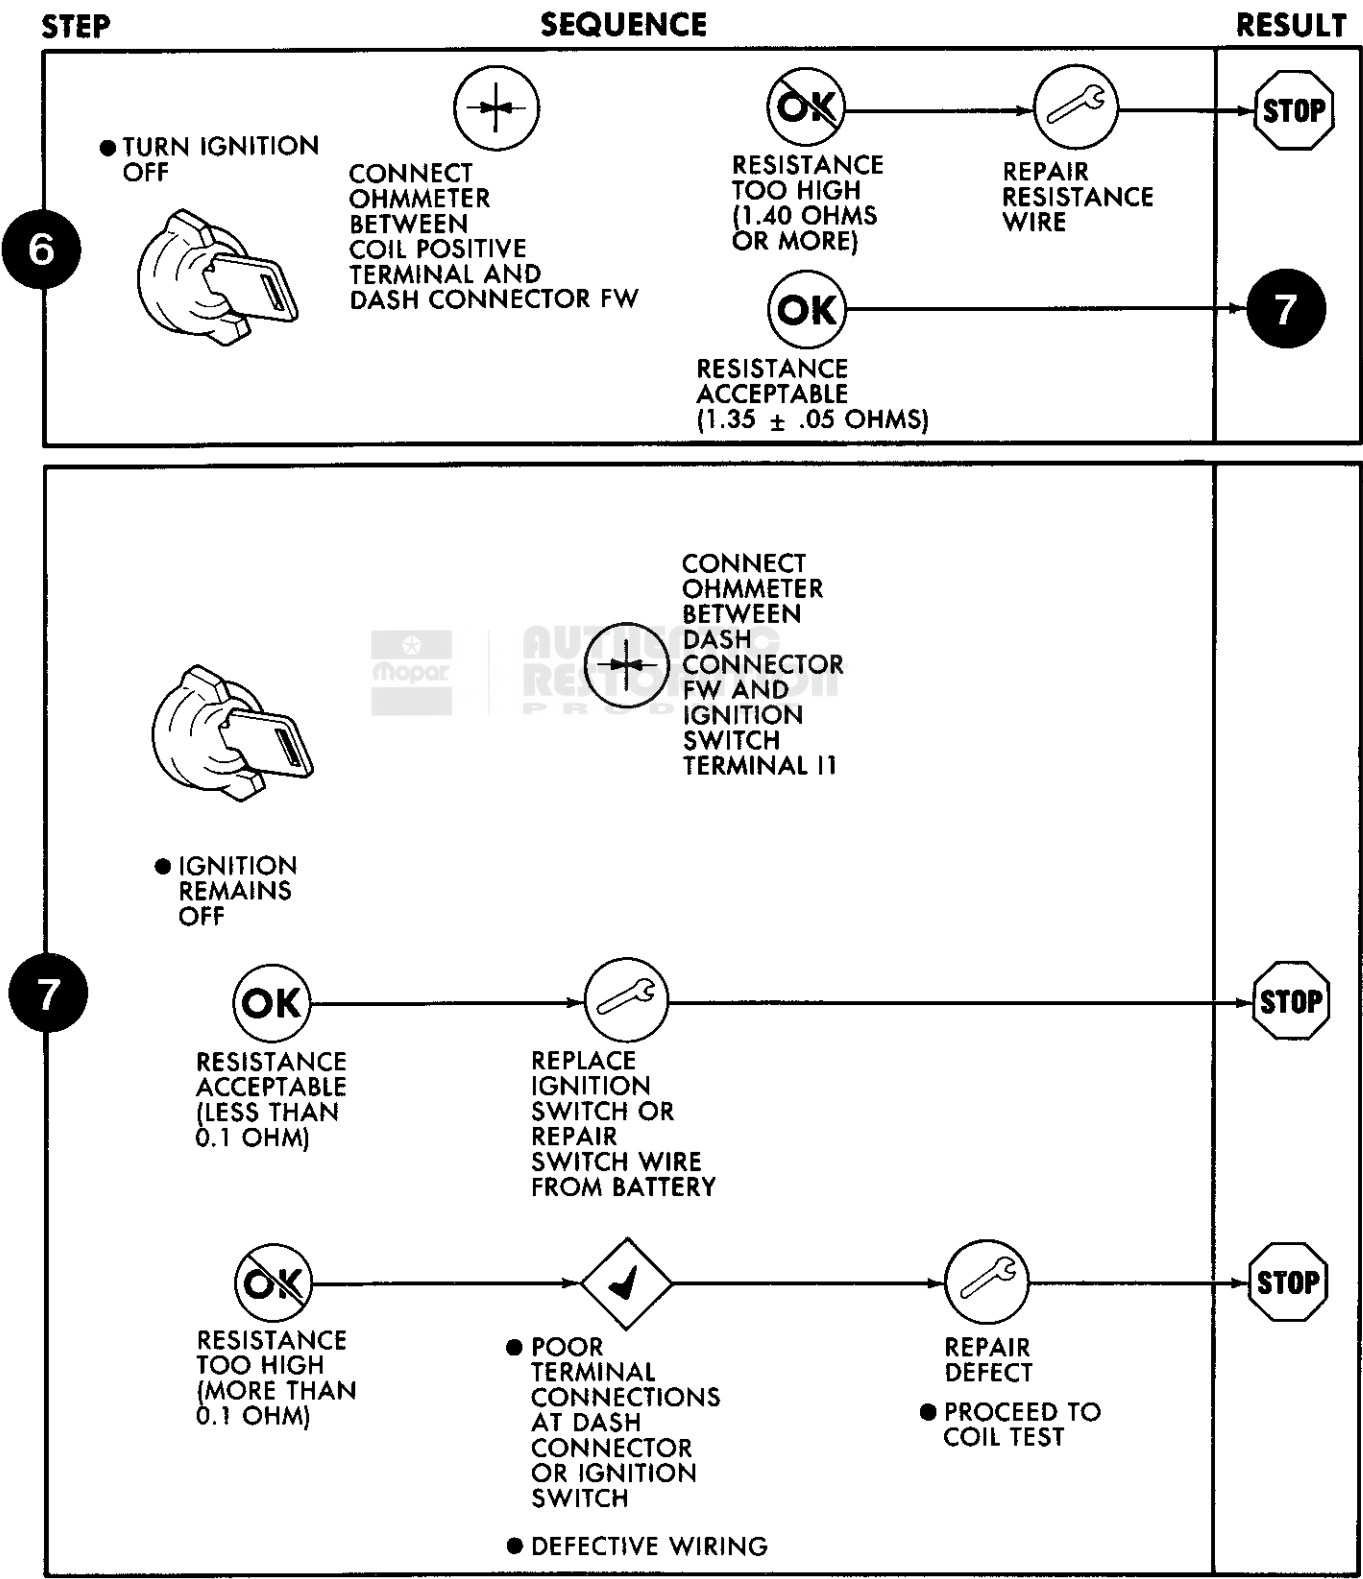 STEP
SEQUENCE
RESULT
6
● TURN IGNITION
OFF
CONNECT
OHMMETER
BETWEEN
COIL POSITIVE
TERMINAL AND
DASH CONNECTOR FW
OK
RESISTANCE
TOO HIGH
(1.40 OHMS
OR MORE)
REPAIR
RESISTANCE
WIRE
STOP
OK
RESISTANCE
ACCEPTABLE
(1.35 ± .05 OHMS)
7
7
● IGNITION
REMAINS
OFF
Mopar
AUTHENTIC
RESTORATION
PRODUCT
CONNECT
OHMMETER
BETWEEN
DASH
CONNECTOR
FW AND
IGNITION
SWITCH
TERMINAL I1
OK
RESISTANCE
ACCEPTABLE
(LESS THAN
0.1 OHM)
REPLACE
IGNITION
SWITCH OR
REPAIR
SWITCH WIRE
FROM BATTERY
STOP
OK
RESISTANCE
TOO HIGH
(MORE THAN
0.1 OHM)
● POOR
TERMINAL
CONNECTIONS
AT DASH
CONNECTOR
OR IGNITION
SWITCH
● DEFECTIVE WIRING
REPAIR
DEFECT
● PROCEED TO
COIL TEST
STOP